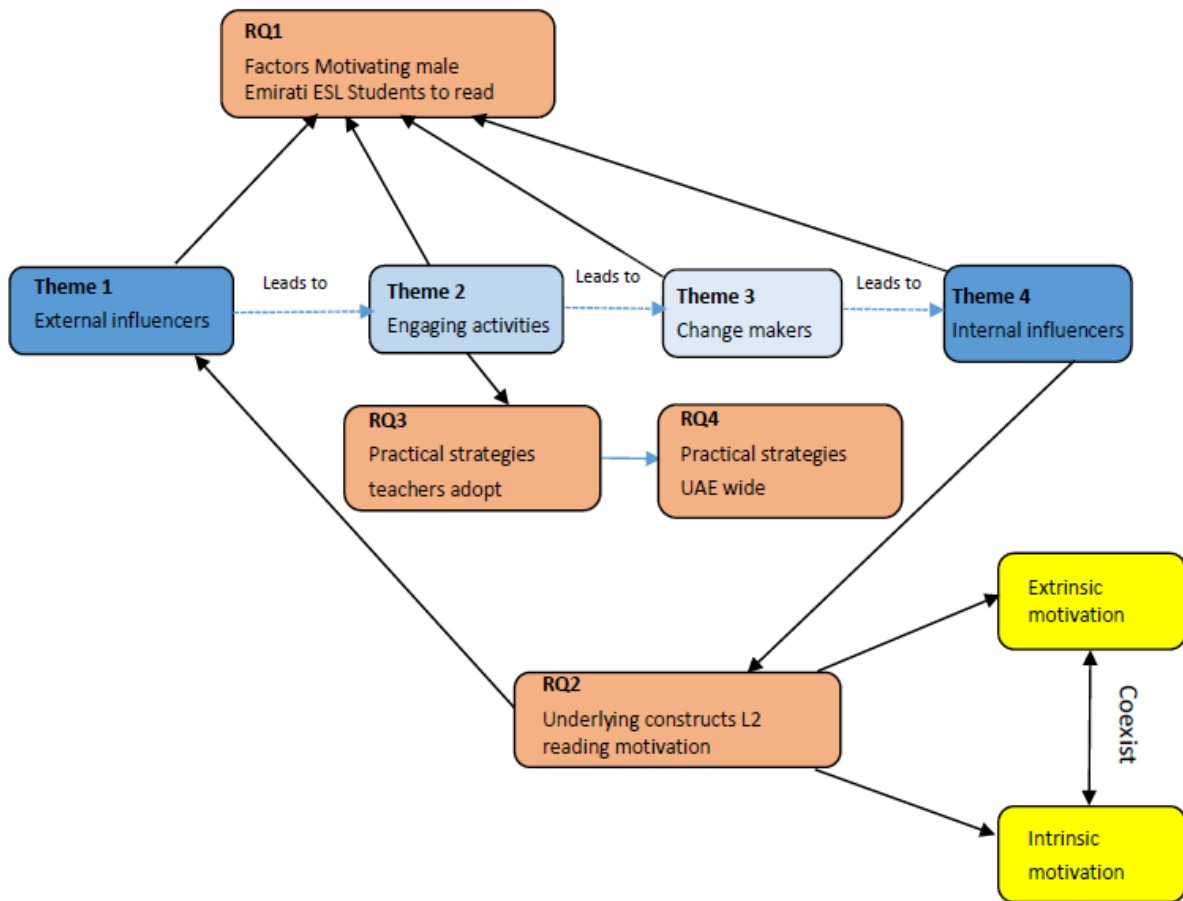 RQ1
Factors Motivating male
Emirati ESL Students to read
Theme 1
External influencers
Leads to
Theme 2
Engaging activities
Leads to
Theme 3
Change makers
Leads to
Theme 4
Internal influencers
RQ3
Practical strategies
teachers adopt
RQ4
Practical strategies
UAE wide
RQ2
Underlying constructs L2
reading motivation
Extrinsic
motivation
Coexist
Intrinsic
motivation